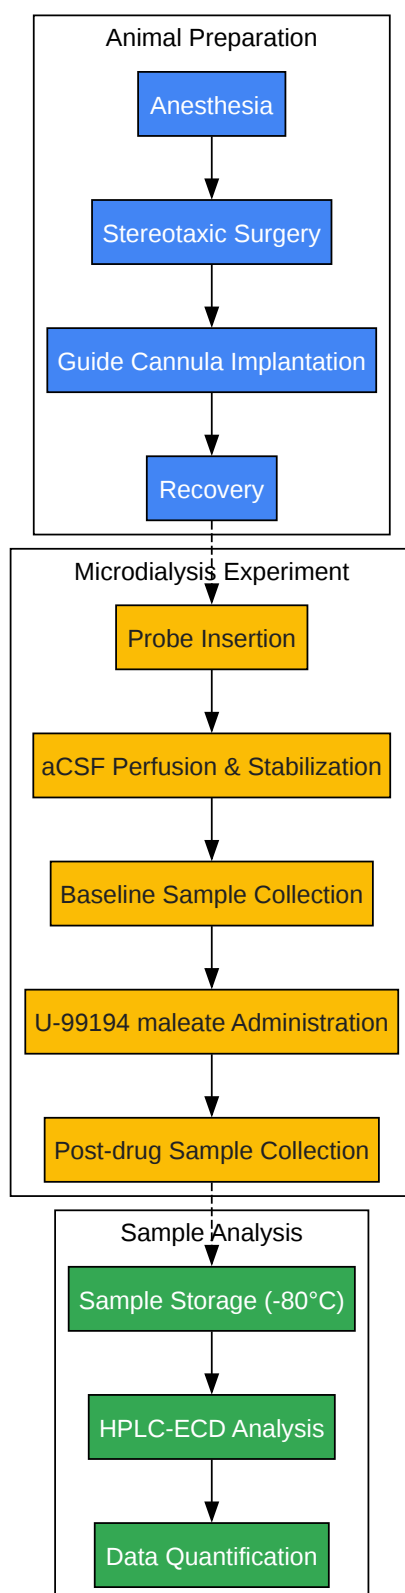 Animal Preparation
Anesthesia
Stereotaxic Surgery
Guide Cannula Implantation
Recovery
Microdialysis Experiment
Probe Insertion
aCSF Perfusion & Stabilization
Baseline Sample Collection
U-99194 maleate Administration
Post-drug Sample Collection
Sample Analysis
Sample Storage (-80°C)
HPLC-ECD Analysis
Data Quantification